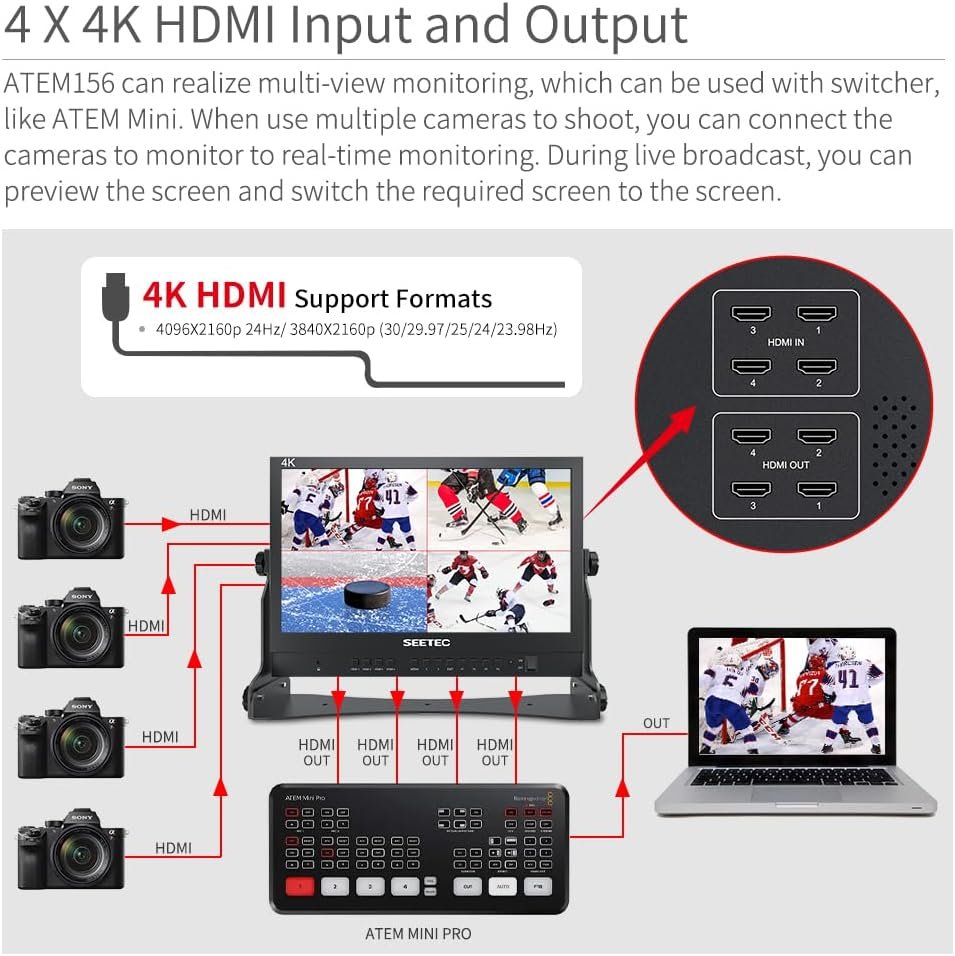 4 X 4K HDMI Input and Output
ATEM156 can realize multi-view monitoring, which can be used with switcher,
like ATEM Mini. When use multiple cameras to shoot, you can connect the
cameras to monitor to real-time monitoring. During live broadcast, you can
preview the screen and switch the required screen to the screen.
4K HDMI Support Formats
• 4096X2160p 24Hz/ 3840X2160p (30/29.97/25/24/23.98Hz)
3 1
HDMI IN
4 2
4 2
HDMI OUT
3 1
4K
SONY
HDMI
SONY
HDMI
SONY
HDMI
SONY
HDMI
41
77
SEETEC
HDMI OUT
HDMI OUT
HDMI OUT
HDMI OUT
OUT
41
77
ATEM Mini Pro
1 2 3 4 CUT AUTO FTB
ATEM MINI PRO